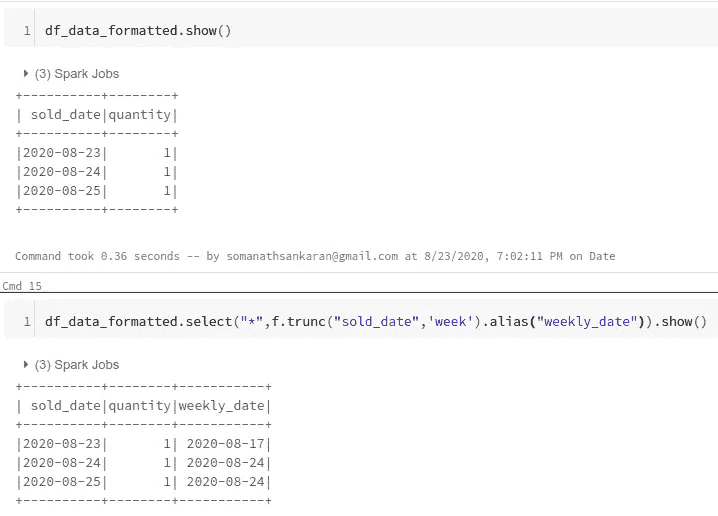 1 df_data_formatted.show()
(3) Spark Jobs
+----------+--------+
| sold_date|quantity|
+----------+--------+
|2020-08-23|       1|
|2020-08-24|       1|
|2020-08-25|       1|
+----------+--------+
Command took 0.36 seconds -- by somanathsankaran@gmail.com at 8/23/2020, 7:02:11 PM on Date
Cmd 15
1 df_data_formatted.select("*",f.trunc("sold_date",'week').alias("weekly_date")).show()
(3) Spark Jobs
+----------+--------+-----------+
| sold_date|quantity|weekly_date|
+----------+--------+-----------+
|2020-08-23|       1| 2020-08-17|
|2020-08-24|       1| 2020-08-24|
|2020-08-25|       1| 2020-08-24|
+----------+--------+-----------+